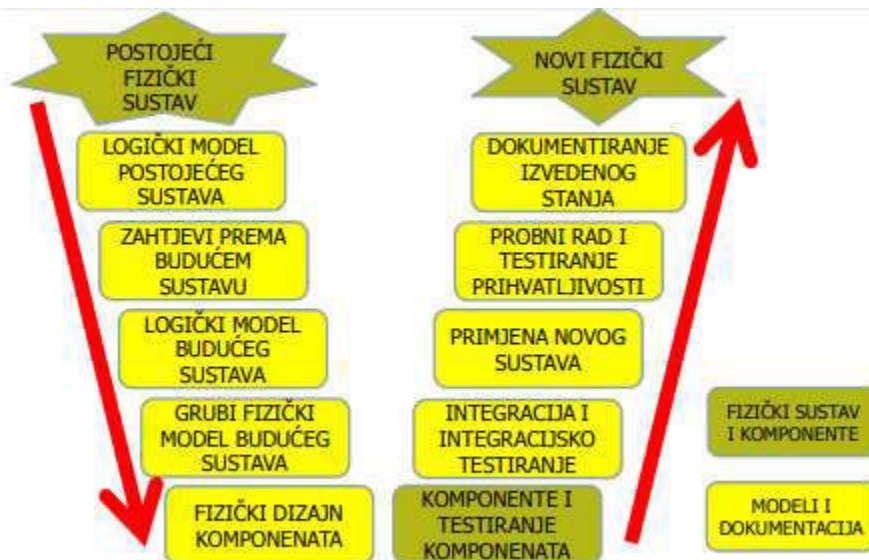 POSTOJEĆI
FIZIČKI
SUSTAV
LOGIČKI MODEL
POSTOJEĆEG
SUSTAVA
ZAHTJEVI PREMA
BUDUĆEM
SUSTAVU
LOGIČKI MODEL
BUDUĆEG
SUSTAVA
GRUBI FIZIČKI
MODEL BUDUĆEG
SUSTAVA
FIZIČKI DIZAJN
KOMPONENATA
KOMPONENTE I
TESTIRANJE
KOMPONENATA
INTEGRACIJA I
INTEGRACIJSKO
TESTIRANJE
PRIMJENA NOVOG
SUSTAVA
PROBNI RAD I
TESTIRANJE
PRIHVATLJIVOSTI
DOKUMENTIRANJE
IZVEDENOG
STANJA
NOVI FIZIČKI
SUSTAV
FIZIČKI SUSTAV
I KOMPONENTE
MODELI I
DOKUMENTACIJA